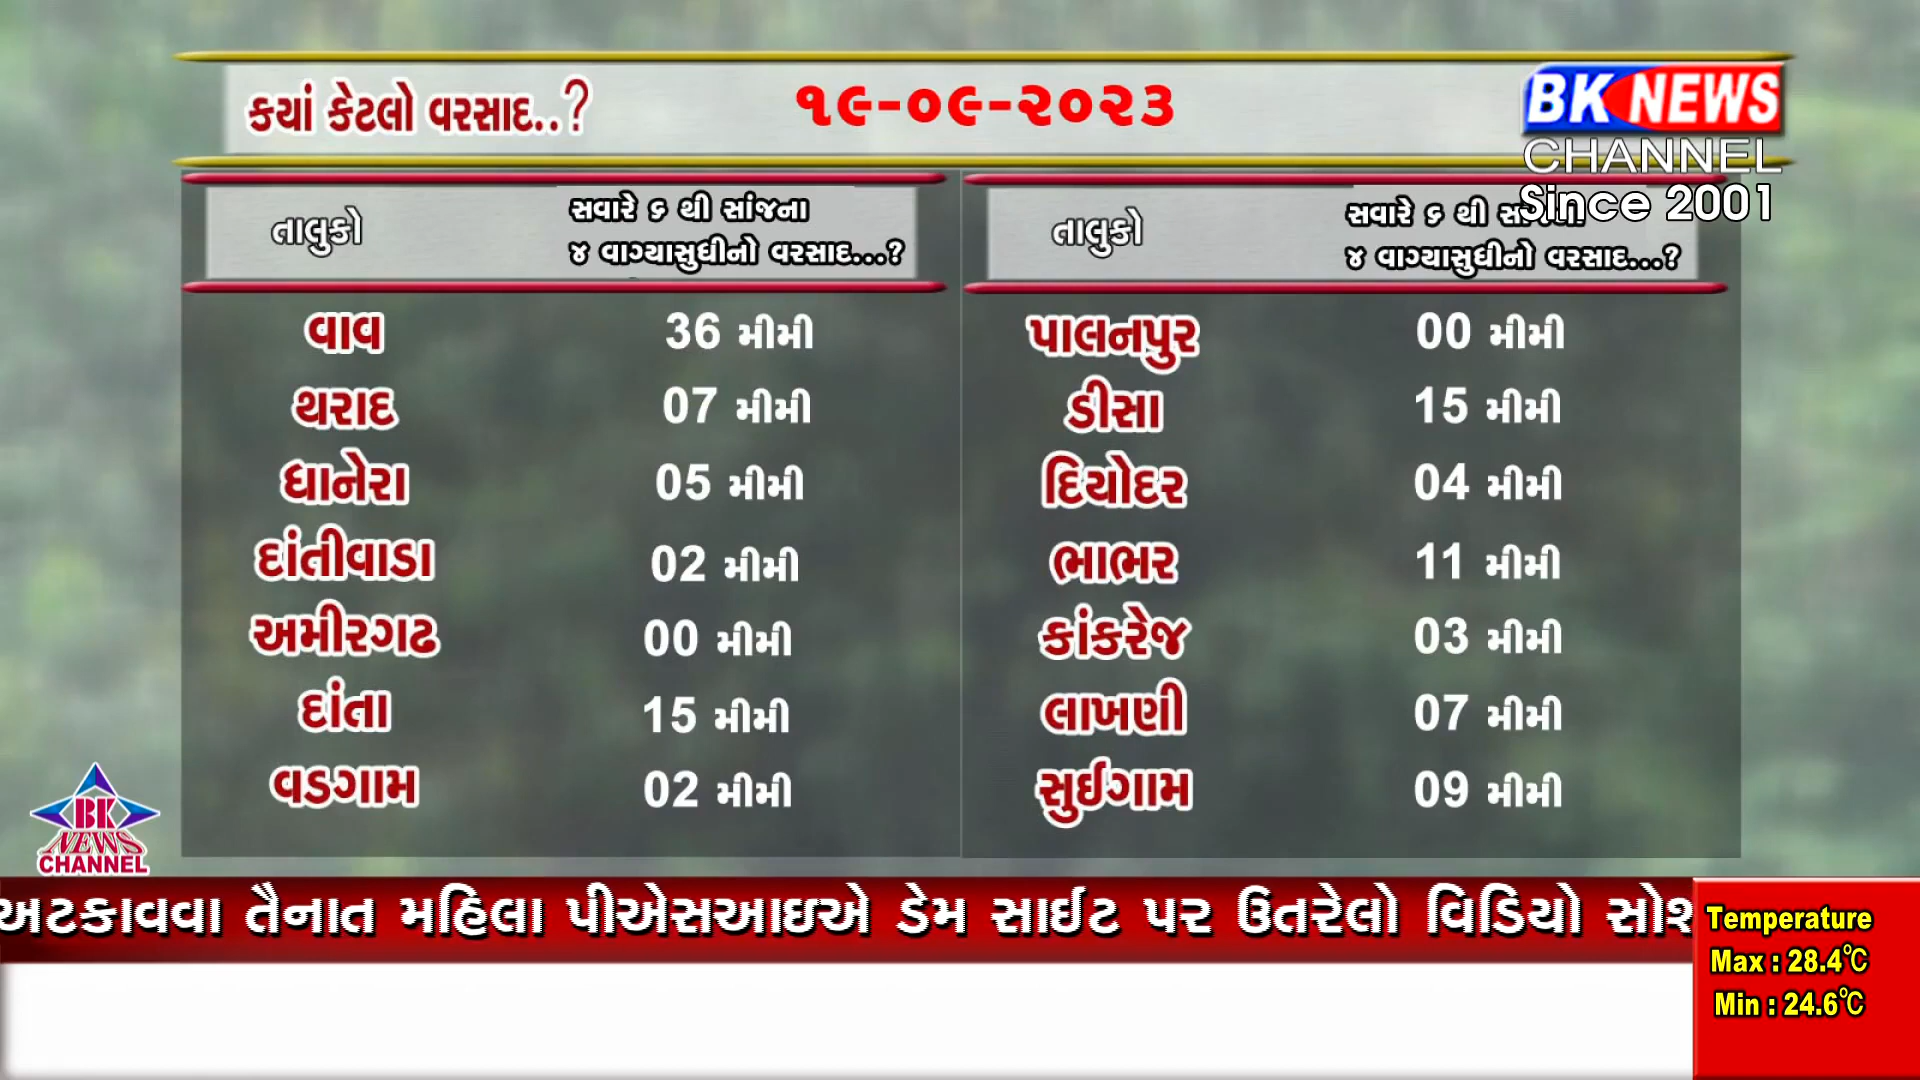 કયાં કેટલો વરસાદ..?
૧૯-૦૯-૨૦૨૩
BK NEWS
CHANNEL
Since 2001
તાલુકો
સવારે ૬ થી સાંજના
૪ વાગ્યાસુધીનો વરસાદ...?
વાવ 36 મીમી
થરાદ 07 મીમી
ધાનેરા 05 મીમી
દાંતીવાડા 02 મીમી
અમીરગઢ 00 મીમી
દાંતા 15 મીમી
વડગામ 02 મીમી
તાલુકો
સવારે ૬ થી
૪ વાગ્યાસુધીનો વરસાદ...?
પાલનપુર 00 મીમી
ડીસા 15 મીમી
દિયોદર 04 મીમી
ભાભર 11 મીમી
કાંકરેજ 03 મીમી
લાખણી 07 મીમી
સુઈગામ 09 મીમી
BK
NEWS
CHANNEL
અટકાવવા તૈનાત મહિલા પીએસઆઇએ ડેમ સાઈટ પર ઉતરેલો વિડિયો
Temperature
Max : 28.4℃
Min : 24.6℃